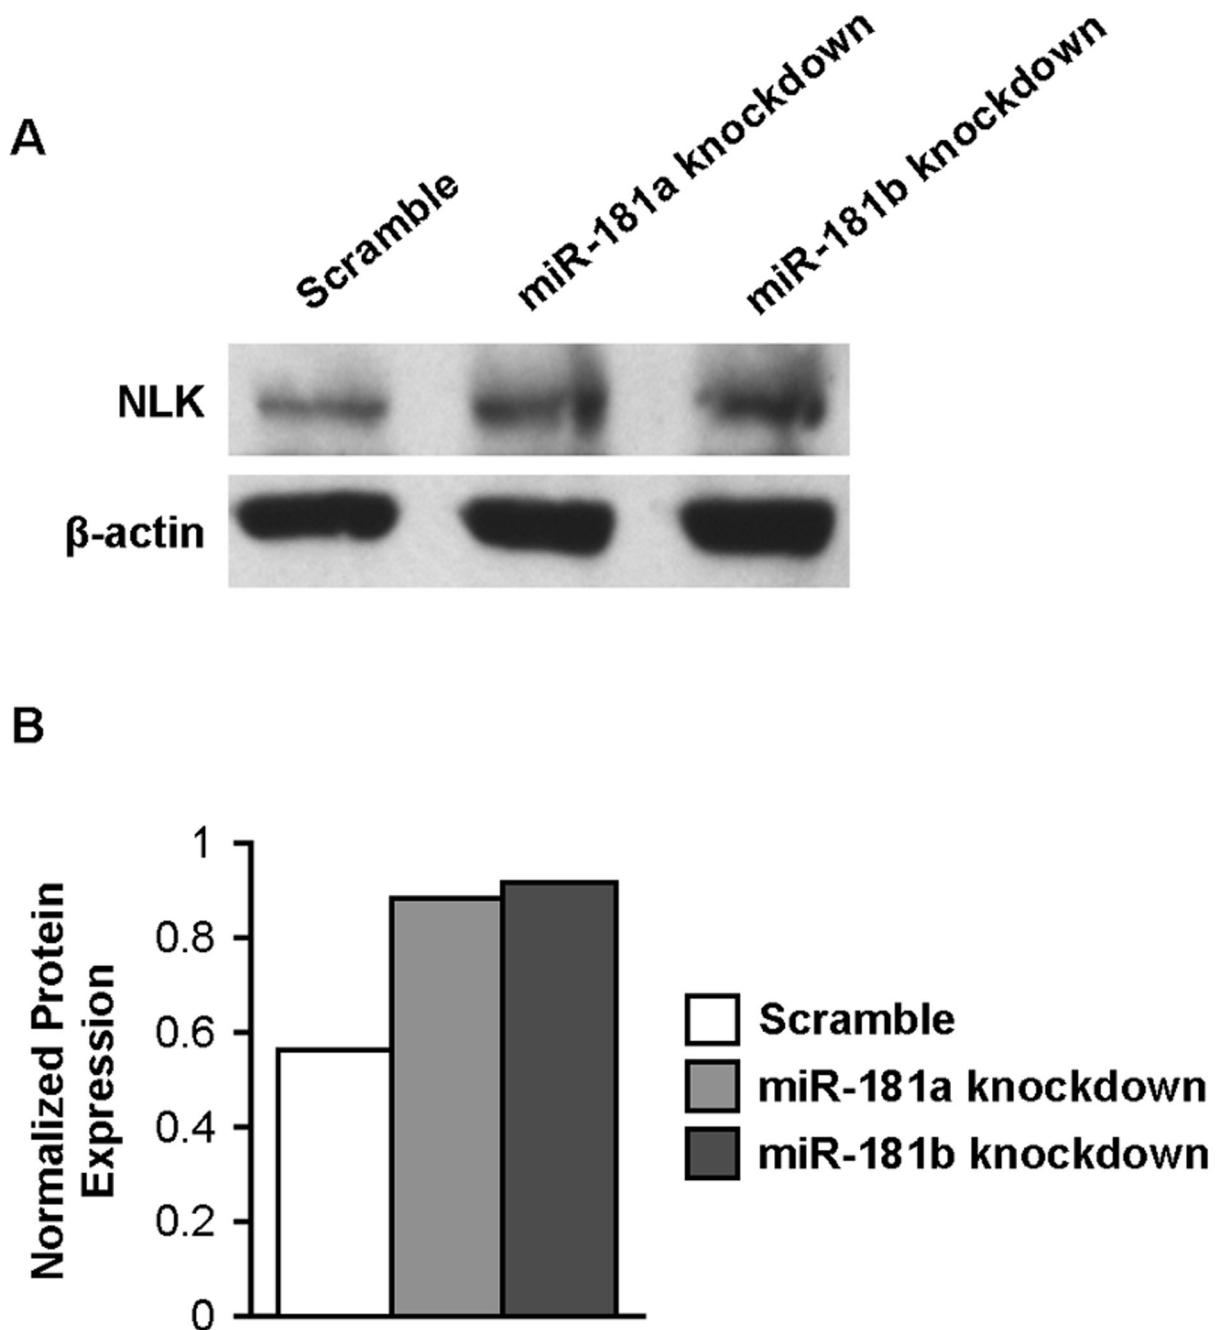 A
Scramble
miR-181a knockdown
miR-181b knockdown
NLK
β-actin
B
Normalized Protein
Expression
1
0.8
0.6
0.4
0.2
0
Scramble
miR-181a knockdown
miR-181b knockdown